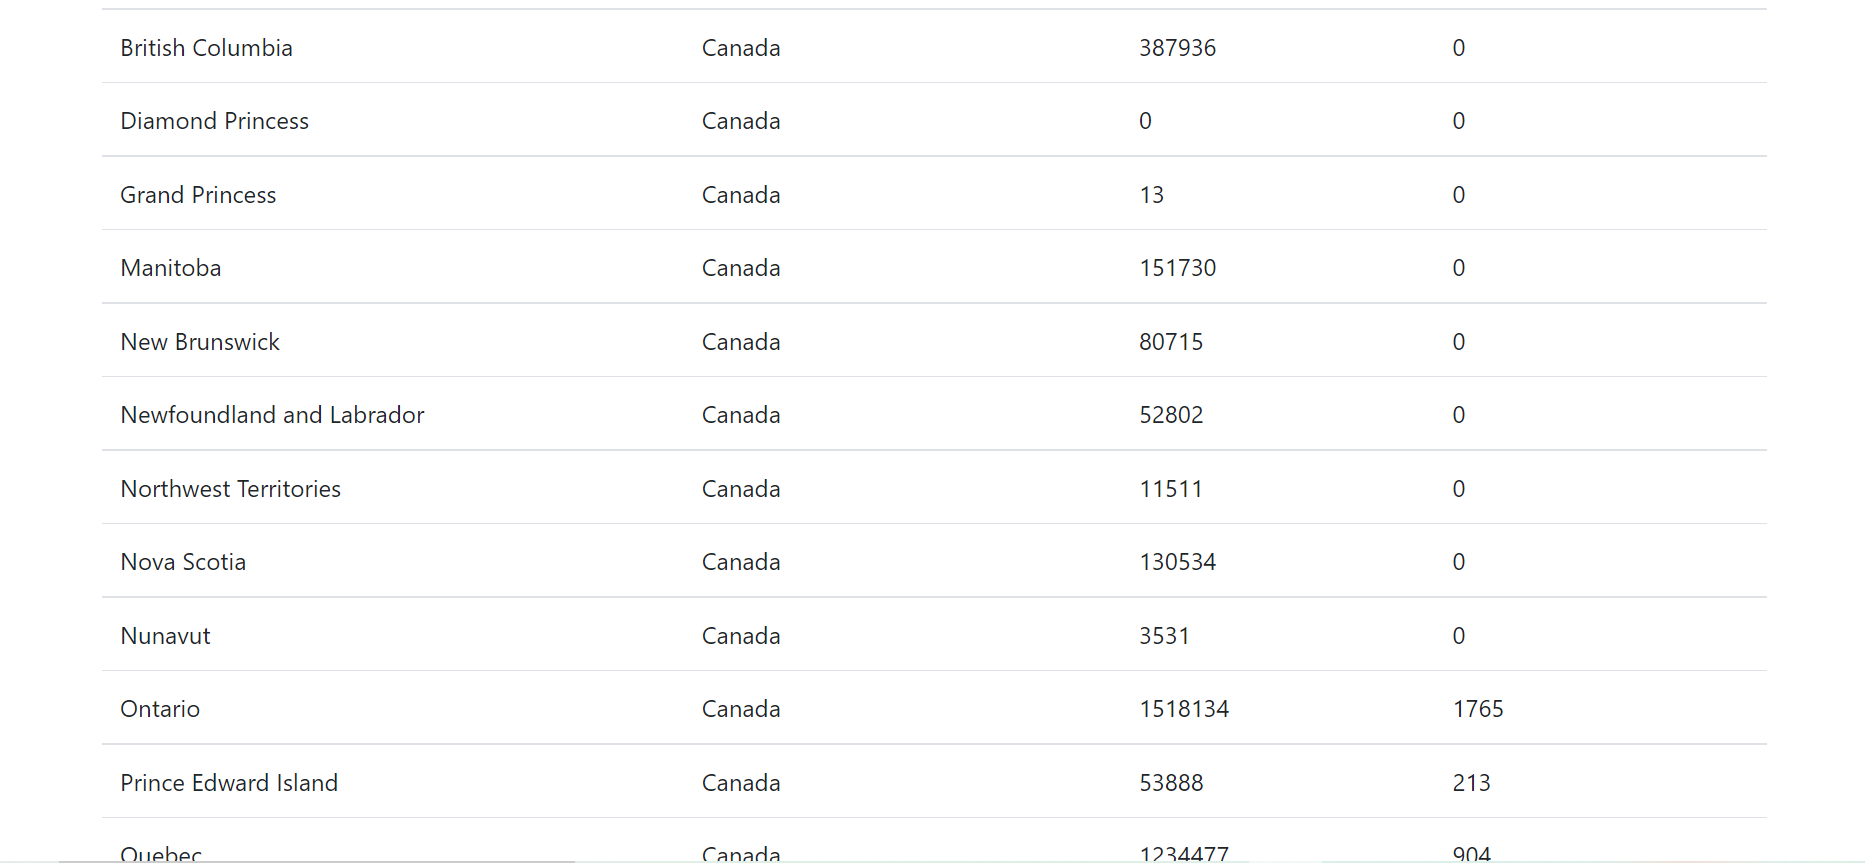 British Columbia Canada 387936 0
Diamond Princess Canada 0 0
Grand Princess Canada 13 0
Manitoba Canada 151730 0
New Brunswick Canada 80715 0
Newfoundland and Labrador Canada 52802 0
Northwest Territories Canada 11511 0
Nova Scotia Canada 130534 0
Nunavut Canada 3531 0
Ontario Canada 1518134 1765
Prince Edward Island Canada 53888 213
Quebec Canada 1234477 904